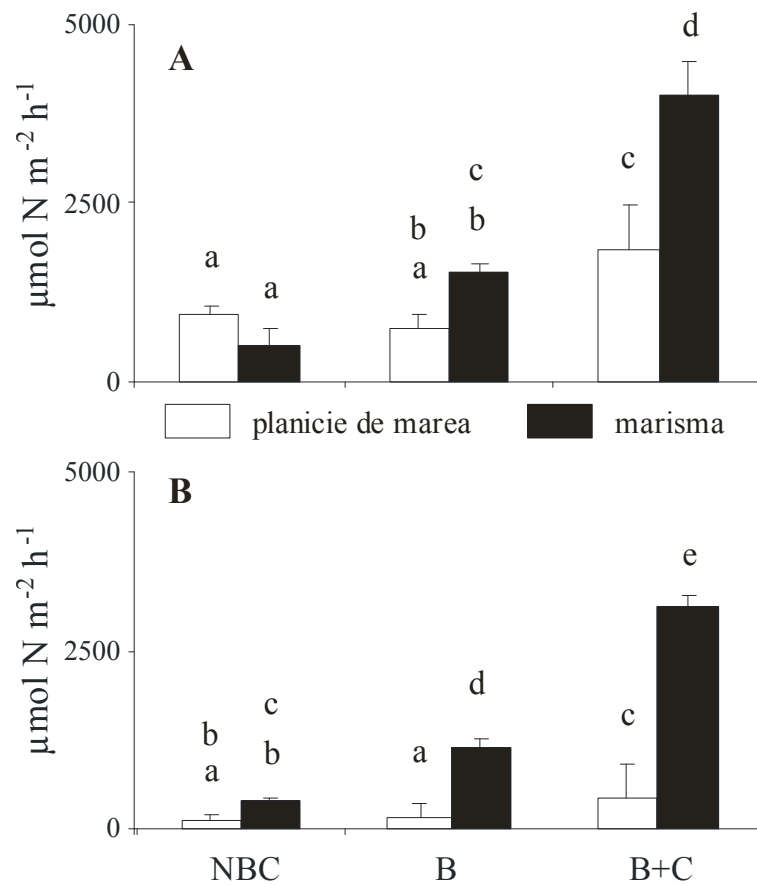 5000
A
d
µmol N m-2 h-1
c
c
2500
b
b
a
a
a
0
planicie de marea
marisma
5000
B
e
µmol N m-2 h-1
2500
d
c
c
b
b
a
a
0
NBC B B+C